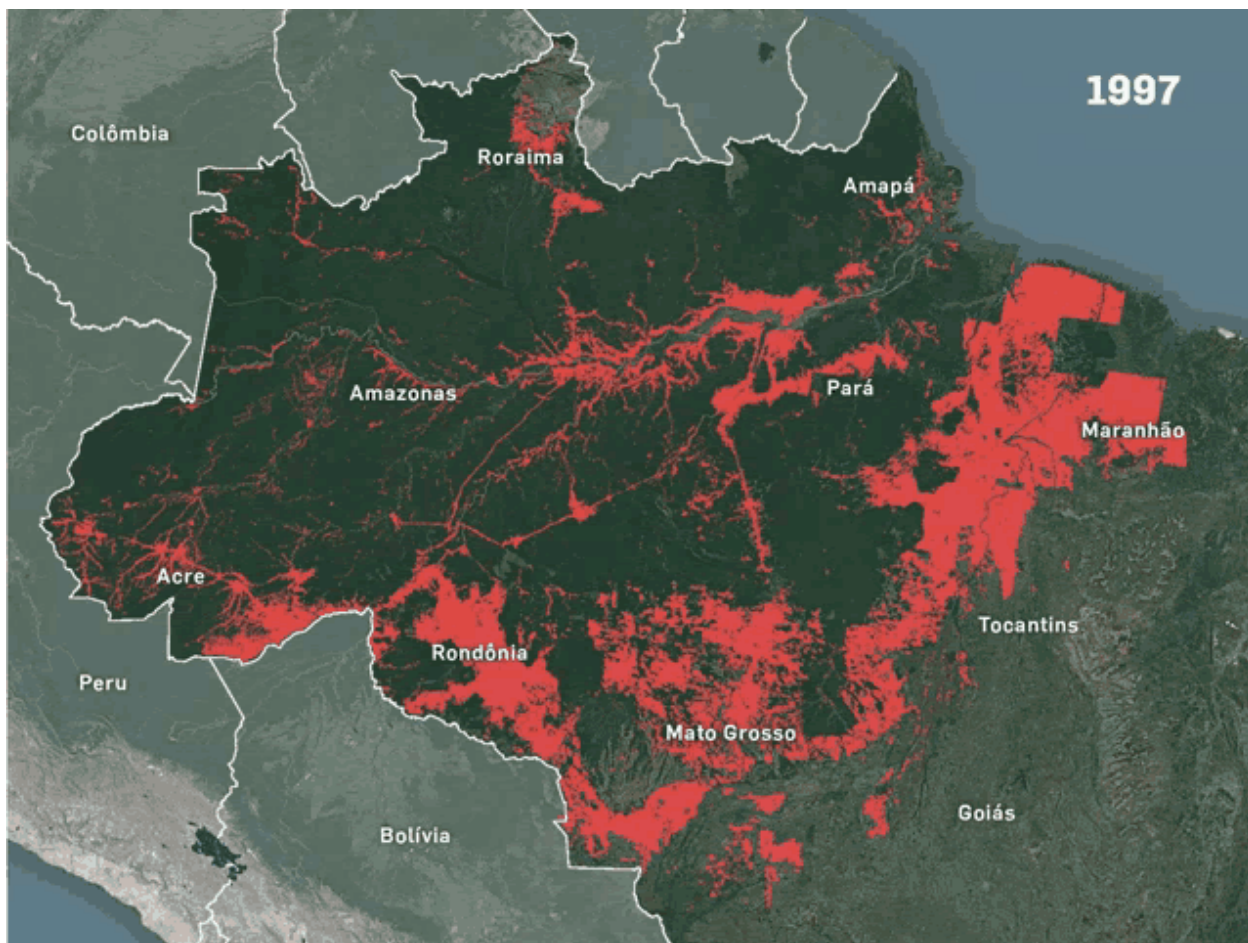 1997
Colômbia
Roraima
Amapá
Amazonas
Pará
Maranhão
Acre
Tocantins
Rondônia
Peru
Mato Grosso
Goiás
Bolívia